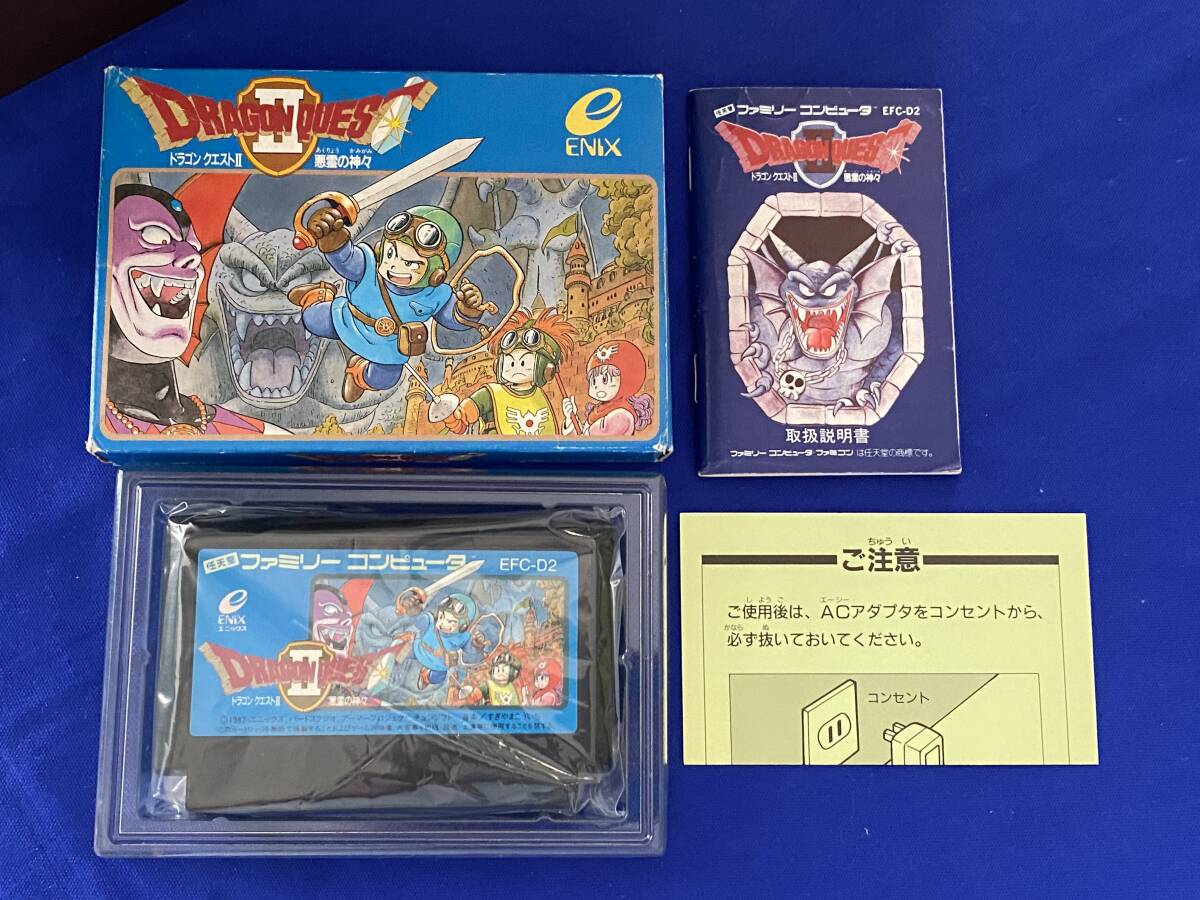 DRAGON QUEST
II
ドラゴンクエストII
あくりょう かみがみ
悪霊の神々
ENIX
任天堂 ファミリー コンピュータ™ EFC-D2
DRAGON QUEST
II
ドラゴンクエストII 悪霊の神々
取扱説明書
ファミリー コンピュータ ファミコン は任天堂の商標です。
任天堂 ファミリー コンピュータ™ EFC-D2
ENIX
エニックス
DRAGON QUEST
II
ドラゴンクエストII 悪霊の神々
ちゅう い
ご注意
し よう ご エーシー
ご使用後は、ACアダプタをコンセントから、
かなら ぬ
必ず抜いておいてください。
コンセント